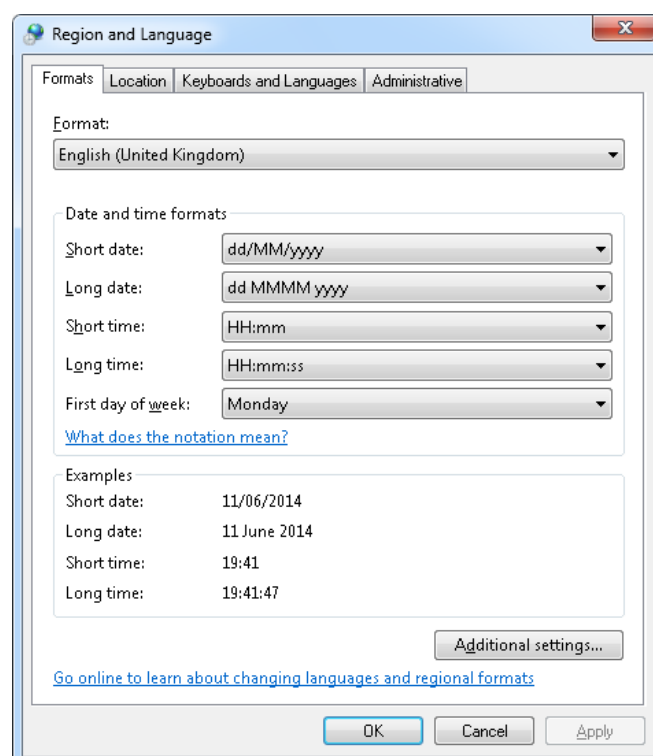 Region and Language
Formats Location Keyboards and Languages Administrative
Format:
English (United Kingdom)
Date and time formats
Short date: dd/MM/yyyy
Long date: dd MMMM yyyy
Short time: HH:mm
Long time: HH:mm:ss
First day of week: Monday
What does the notation mean?
Examples
Short date: 11/06/2014
Long date: 11 June 2014
Short time: 19:41
Long time: 19:41:47
Additional settings...
Go online to learn about changing languages and regional formats
OK Cancel Apply